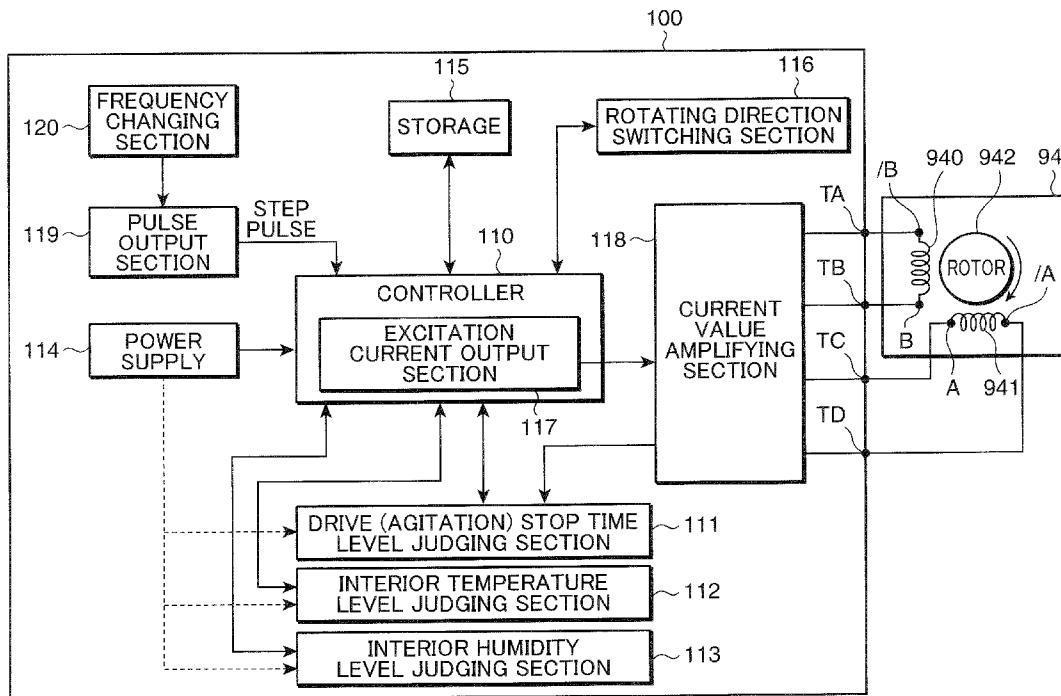 100
115
116
FREQUENCY
CHANGING
SECTION
120
STORAGE
ROTATING DIRECTION
SWITCHING SECTION
940
942
94
/B
TA
119
PULSE
OUTPUT
SECTION
STEP
PULSE
110
118
ROTOR
/A
CONTROLLER
TB
114
POWER
SUPPLY
EXCITATION
CURRENT OUTPUT
SECTION
CURRENT
VALUE
AMPLIFYING
SECTION
B
TC
A
941
117
TD
DRIVE (AGITATION) STOP TIME
LEVEL JUDGING SECTION
111
INTERIOR TEMPERATURE
LEVEL JUDGING SECTION
112
INTERIOR HUMIDITY
LEVEL JUDGING SECTION
113